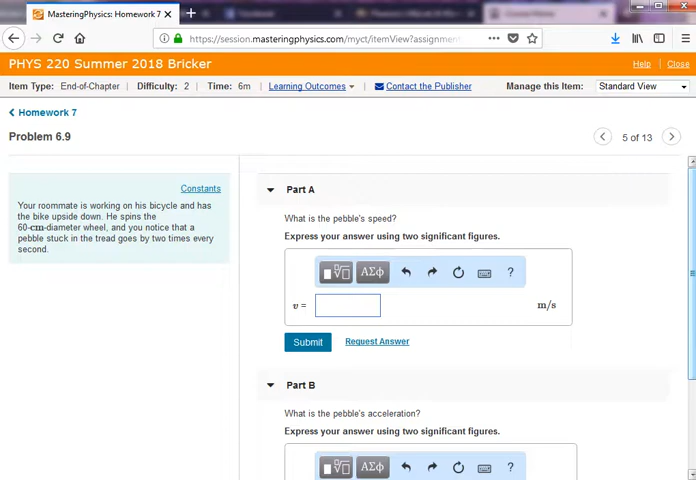 MasteringPhysics: Homework 7
https://session.masteringphysics.com/myct/itemView?assignment
PHYS 220 Summer 2018 Bricker
Help
Close
Item Type: End-of-Chapter Difficulty: 2 Time: 6m Learning Outcomes Contact the Publisher Manage this Item: Standard View
Homework 7
Problem 6.9
5 of 13
Constants
Your roommate is working on his bicycle and has
the bike upside down. He spins the
60-cm-diameter wheel, and you notice that a
pebble stuck in the tread goes by two times every
second.
Part A
What is the pebble's speed?
Express your answer using two significant figures.
ΑΣϕ
?
v =
m/s
Submit
Request Answer
Part B
What is the pebble's acceleration?
Express your answer using two significant figures.
ΑΣϕ
?